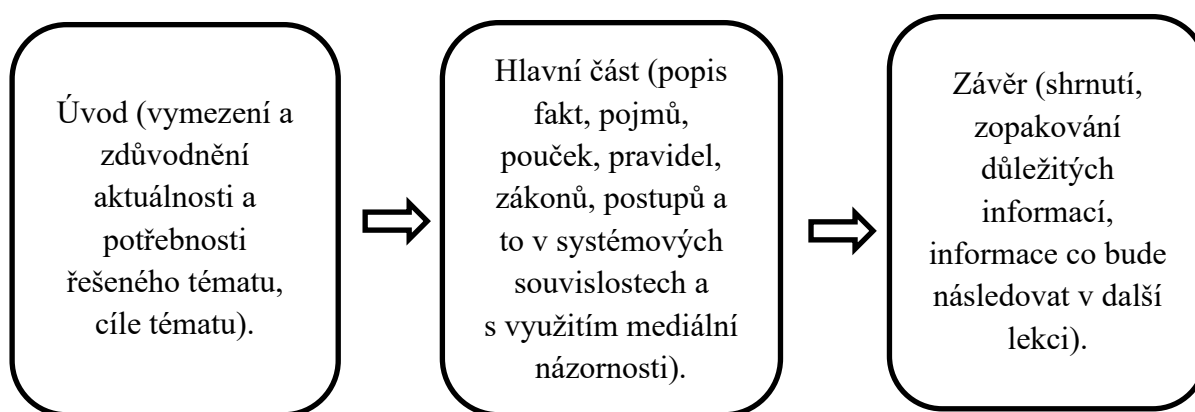 Úvod (vymezení a
zdůvodnění
aktuálnosti a
potřebnosti
řešeného tématu,
cíle tématu).
Hlavní část (popis
fakt, pojmů,
pouček, pravidel,
zákonů, postupů a
to v systémových
souvislostech a
s využitím mediální
názornosti).
Závěr (shrnutí,
zopakování
důležitých
informací,
informace co bude
následovat v další
lekci).